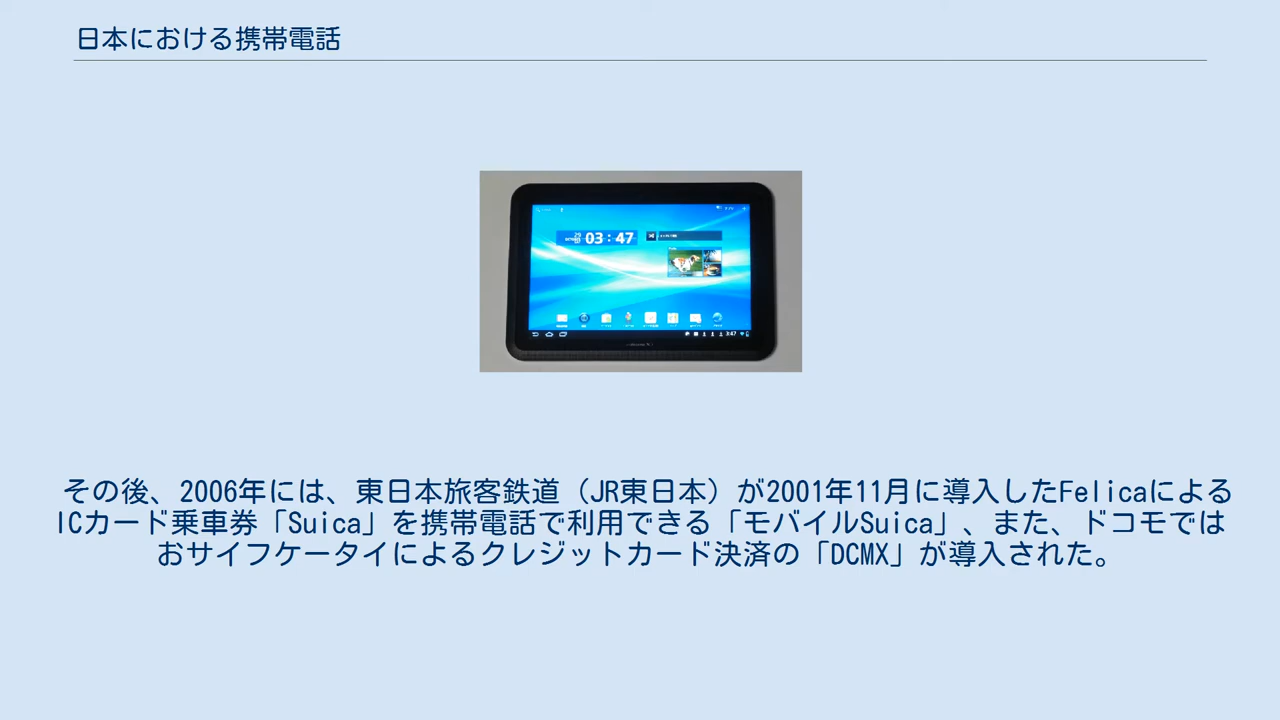 日本における携帯電話
03:47
3:47
その後、2006年には、東日本旅客鉄道（JR東日本）が2001年11月に導入したFelicaによる
ICカード乗車券「Suica」を携帯電話で利用できる「モバイルSuica」、また、ドコモでは
おサイフケータイによるクレジットカード決済の「DCMX」が導入された。